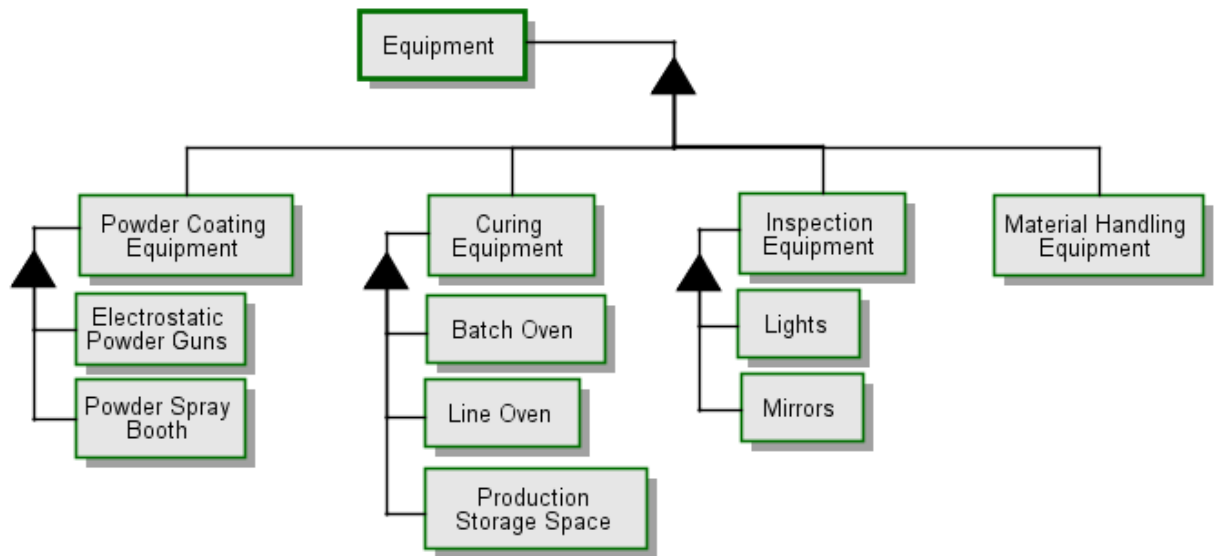 Equipment
Powder Coating
Equipment
Curing
Equipment
Inspection
Equipment
Material Handling
Equipment
Electrostatic
Powder Guns
Powder Spray
Booth
Batch Oven
Line Oven
Production
Storage Space
Lights
Mirrors